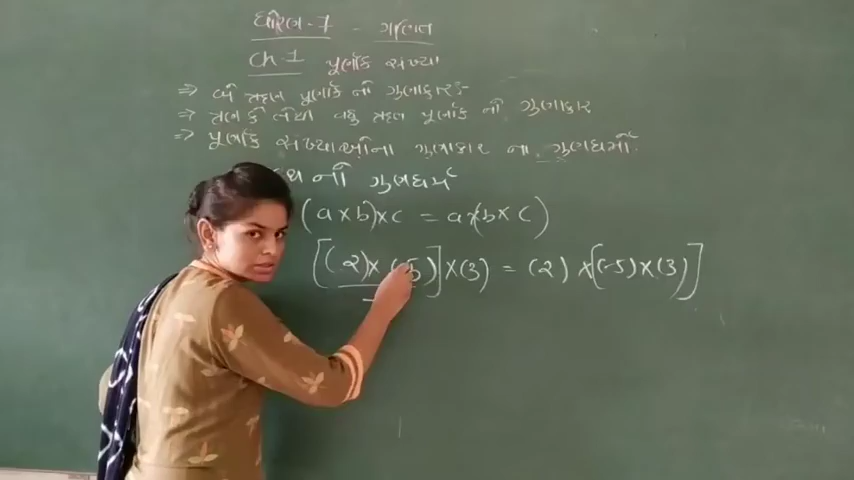 ધોરણ-7 - ગણિત
Ch-1 પૂર્ણાંક સંખ્યા
⇒ બે ઋણ પૂર્ણાંક નો ગુણાકાર :-
⇒ ત્રણ કે તેથી વધુ ઋણ પૂર્ણાંક નો ગુણાકાર
⇒ પૂર્ણાંક સંખ્યાઓના ગુણાકાર ના ગુણધર્મો
નો ગુણધર્મ
(a×b)×c = a×(b×c)
[(2)×(-5)]×(3) = (2)×[(-5)×(3)]